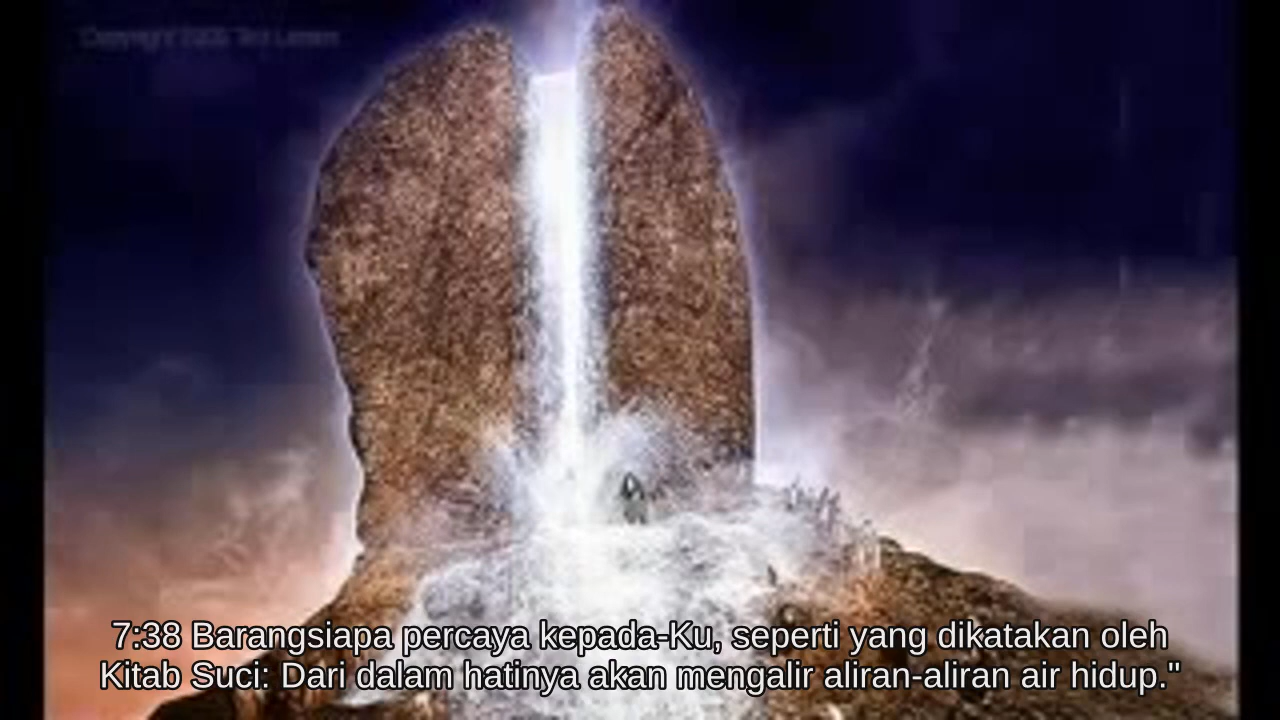 7:38 Barangsiapa percaya kepada-Ku, seperti yang dikatakan oleh
Kitab Suci: Dari dalam hatinya akan mengalir aliran-aliran air hidup."